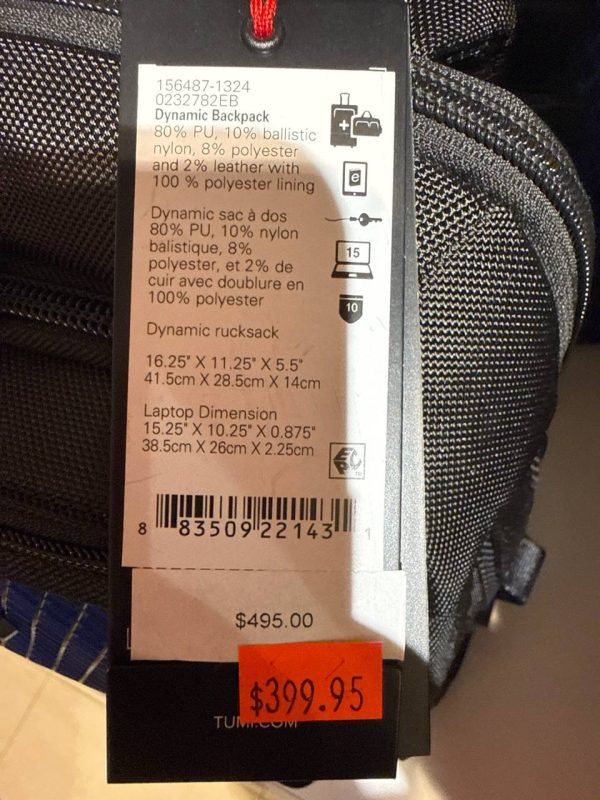 156487-1324
0232782EB
Dynamic Backpack
80% PU, 10% ballistic
nylon, 8% polyester
and 2% leather with
100 % polyester lining
e
Dynamic sac à dos
80% PU, 10% nylon
balistique, 8%
polyester, et 2% de
cuir avec doublure en
100% polyester
15
10
Dynamic rucksack
16.25" X 11.25" X 5.5"
41.5cm X 28.5cm X 14cm
Laptop Dimension
15.25" X 10.25" X 0.875"
38.5cm X 26cm X 2.25cm
8 83509 22143 1
$495.00
$399.95
TUMI.COM